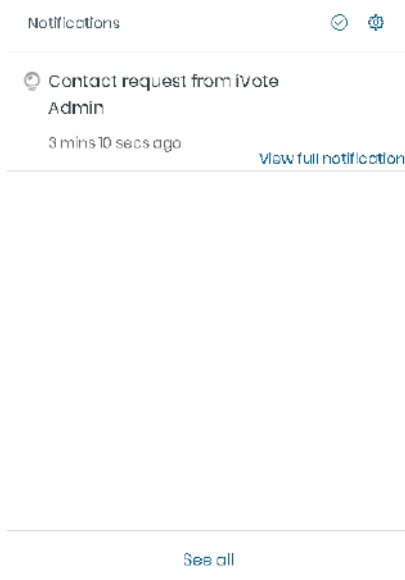 Notifications
Contact request from iVote
Admin
3 mins 10 secs ago
View full notification
See all